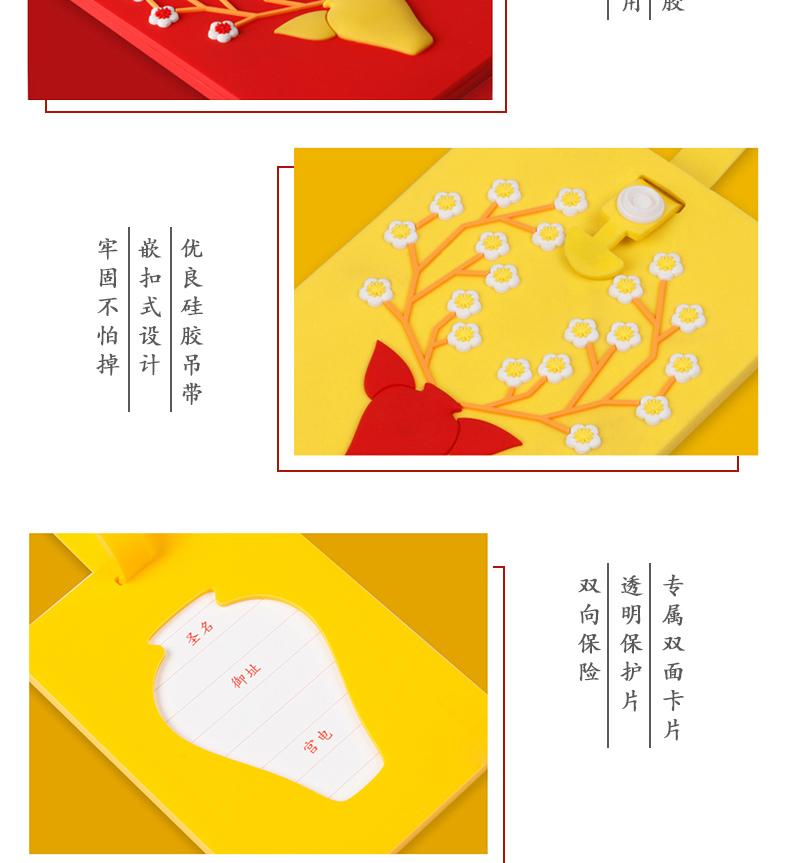 胶
用
优良硅胶吊带
嵌扣式设计
牢固不怕掉
专属双面卡片
透明保护片
双向保险
圣名
御址
宫电